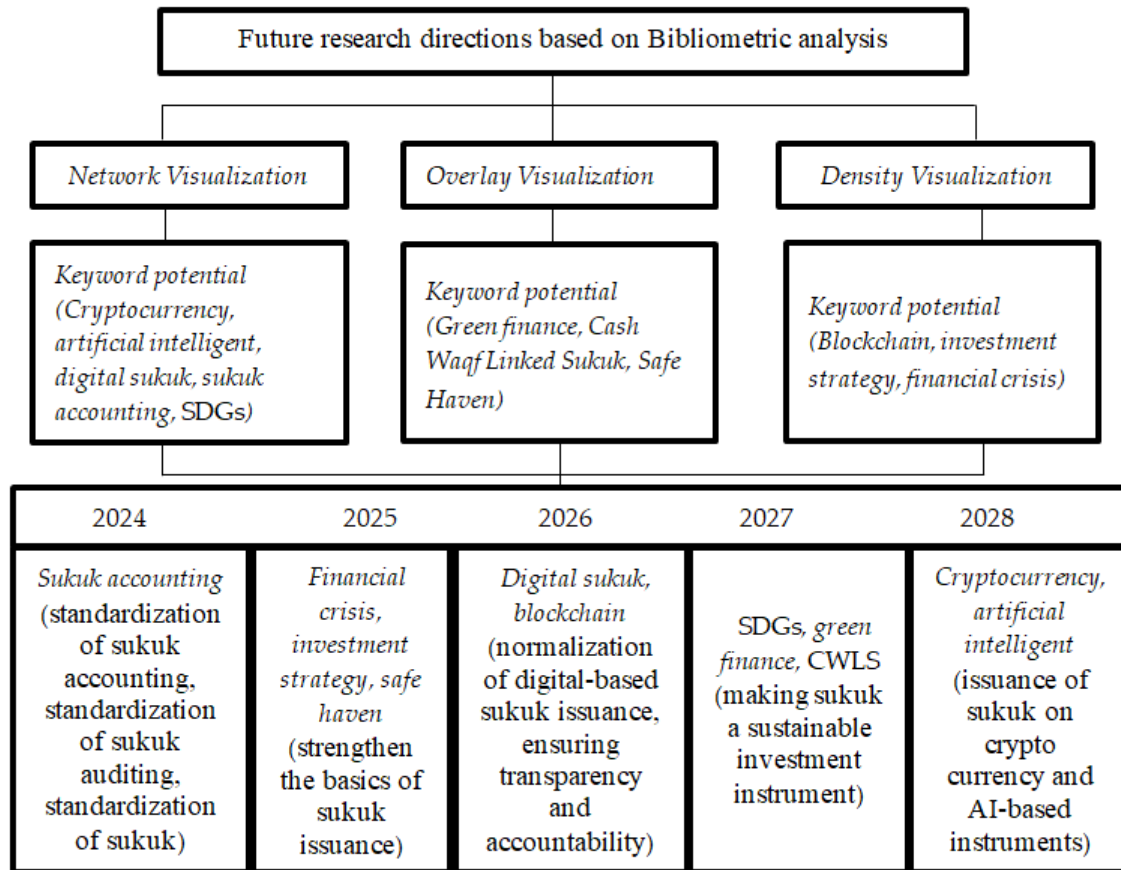 Future research directions based on Bibliometric analysis
Network Visualization
Overlay Visualization
Density Visualization
Keyword potential
(Cryptocurrency,
artificial intelligent,
digital sukuk, sukuk
accounting, SDGs)
Keyword potential
(Green finance, Cash
Waqf Linked Sukuk, Safe
Haven)
Keyword potential
(Blockchain, investment
strategy, financial crisis)
2024
2025
2026
2027
2028
Sukuk accounting
(standardization
of sukuk
accounting,
standardization
of sukuk
auditing,
standardization
of sukuk)
Financial
crisis,
investment
strategy, safe
haven
(strengthen
the basics of
sukuk
issuance)
Digital sukuk,
blockchain
(normalization
of digital-based
sukuk issuance,
ensuring
transparency
and
accountability)
SDGs, green
finance, CWLS
(making sukuk
a sustainable
investment
instrument)
Cryptocurrency,
artificial
intelligent
(issuance of
sukuk on
crypto
currency and
AI-based
instruments)